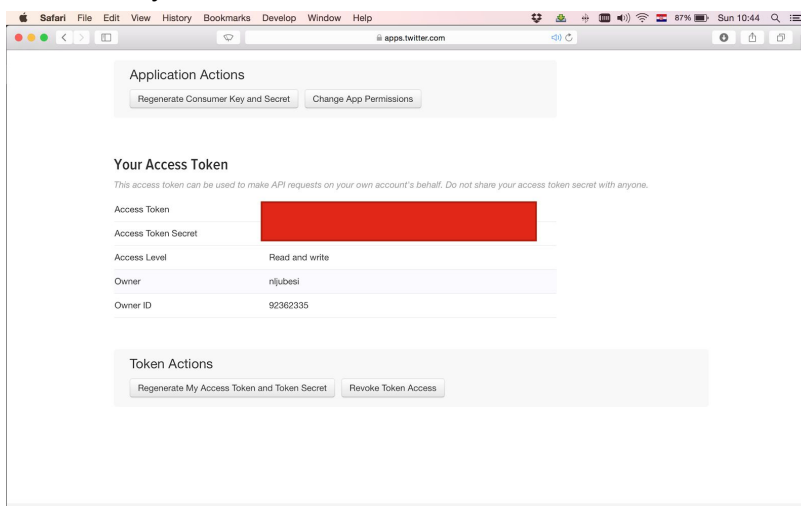 Safari File Edit View History Bookmarks Develop Window Help 87% Sun 10:44
apps.twitter.com
Application Actions
Regenerate Consumer Key and Secret Change App Permissions
Your Access Token
This access token can be used to make API requests on your own account's behalf. Do not share your access token secret with anyone.
Access Token
Access Token Secret
Access Level Read and write
Owner nljubesi
Owner ID 92362335
Token Actions
Regenerate My Access Token and Token Secret Revoke Token Access